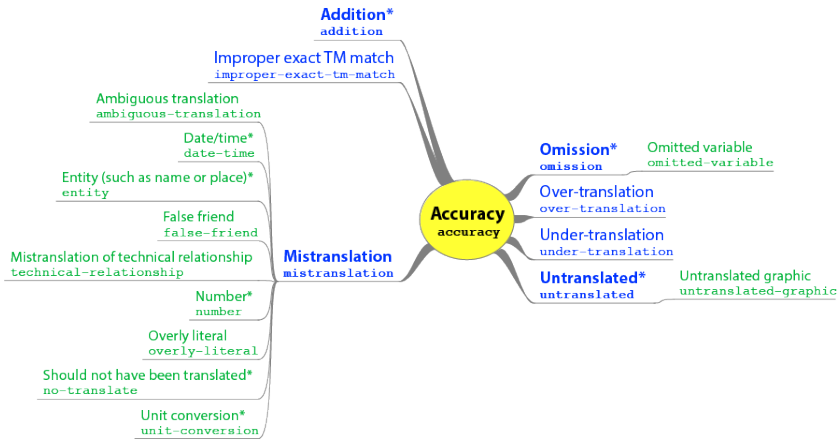 Addition*
addition
Improper exact TM match
improper-exact-tm-match
Ambiguous translation
ambiguous-translation
Date/time*
date-time
Entity (such as name or place)*
entity
False friend
false-friend
Mistranslation of technical relationship
technical-relationship
Number*
number
Overly literal
overly-literal
Should not have been translated*
no-translate
Unit conversion*
unit-conversion
Mistranslation
mistranslation
Accuracy
accuracy
Omission*
omission
Omitted variable
omitted-variable
Over-translation
over-translation
Under-translation
under-translation
Untranslated*
untranslated
Untranslated graphic
untranslated-graphic